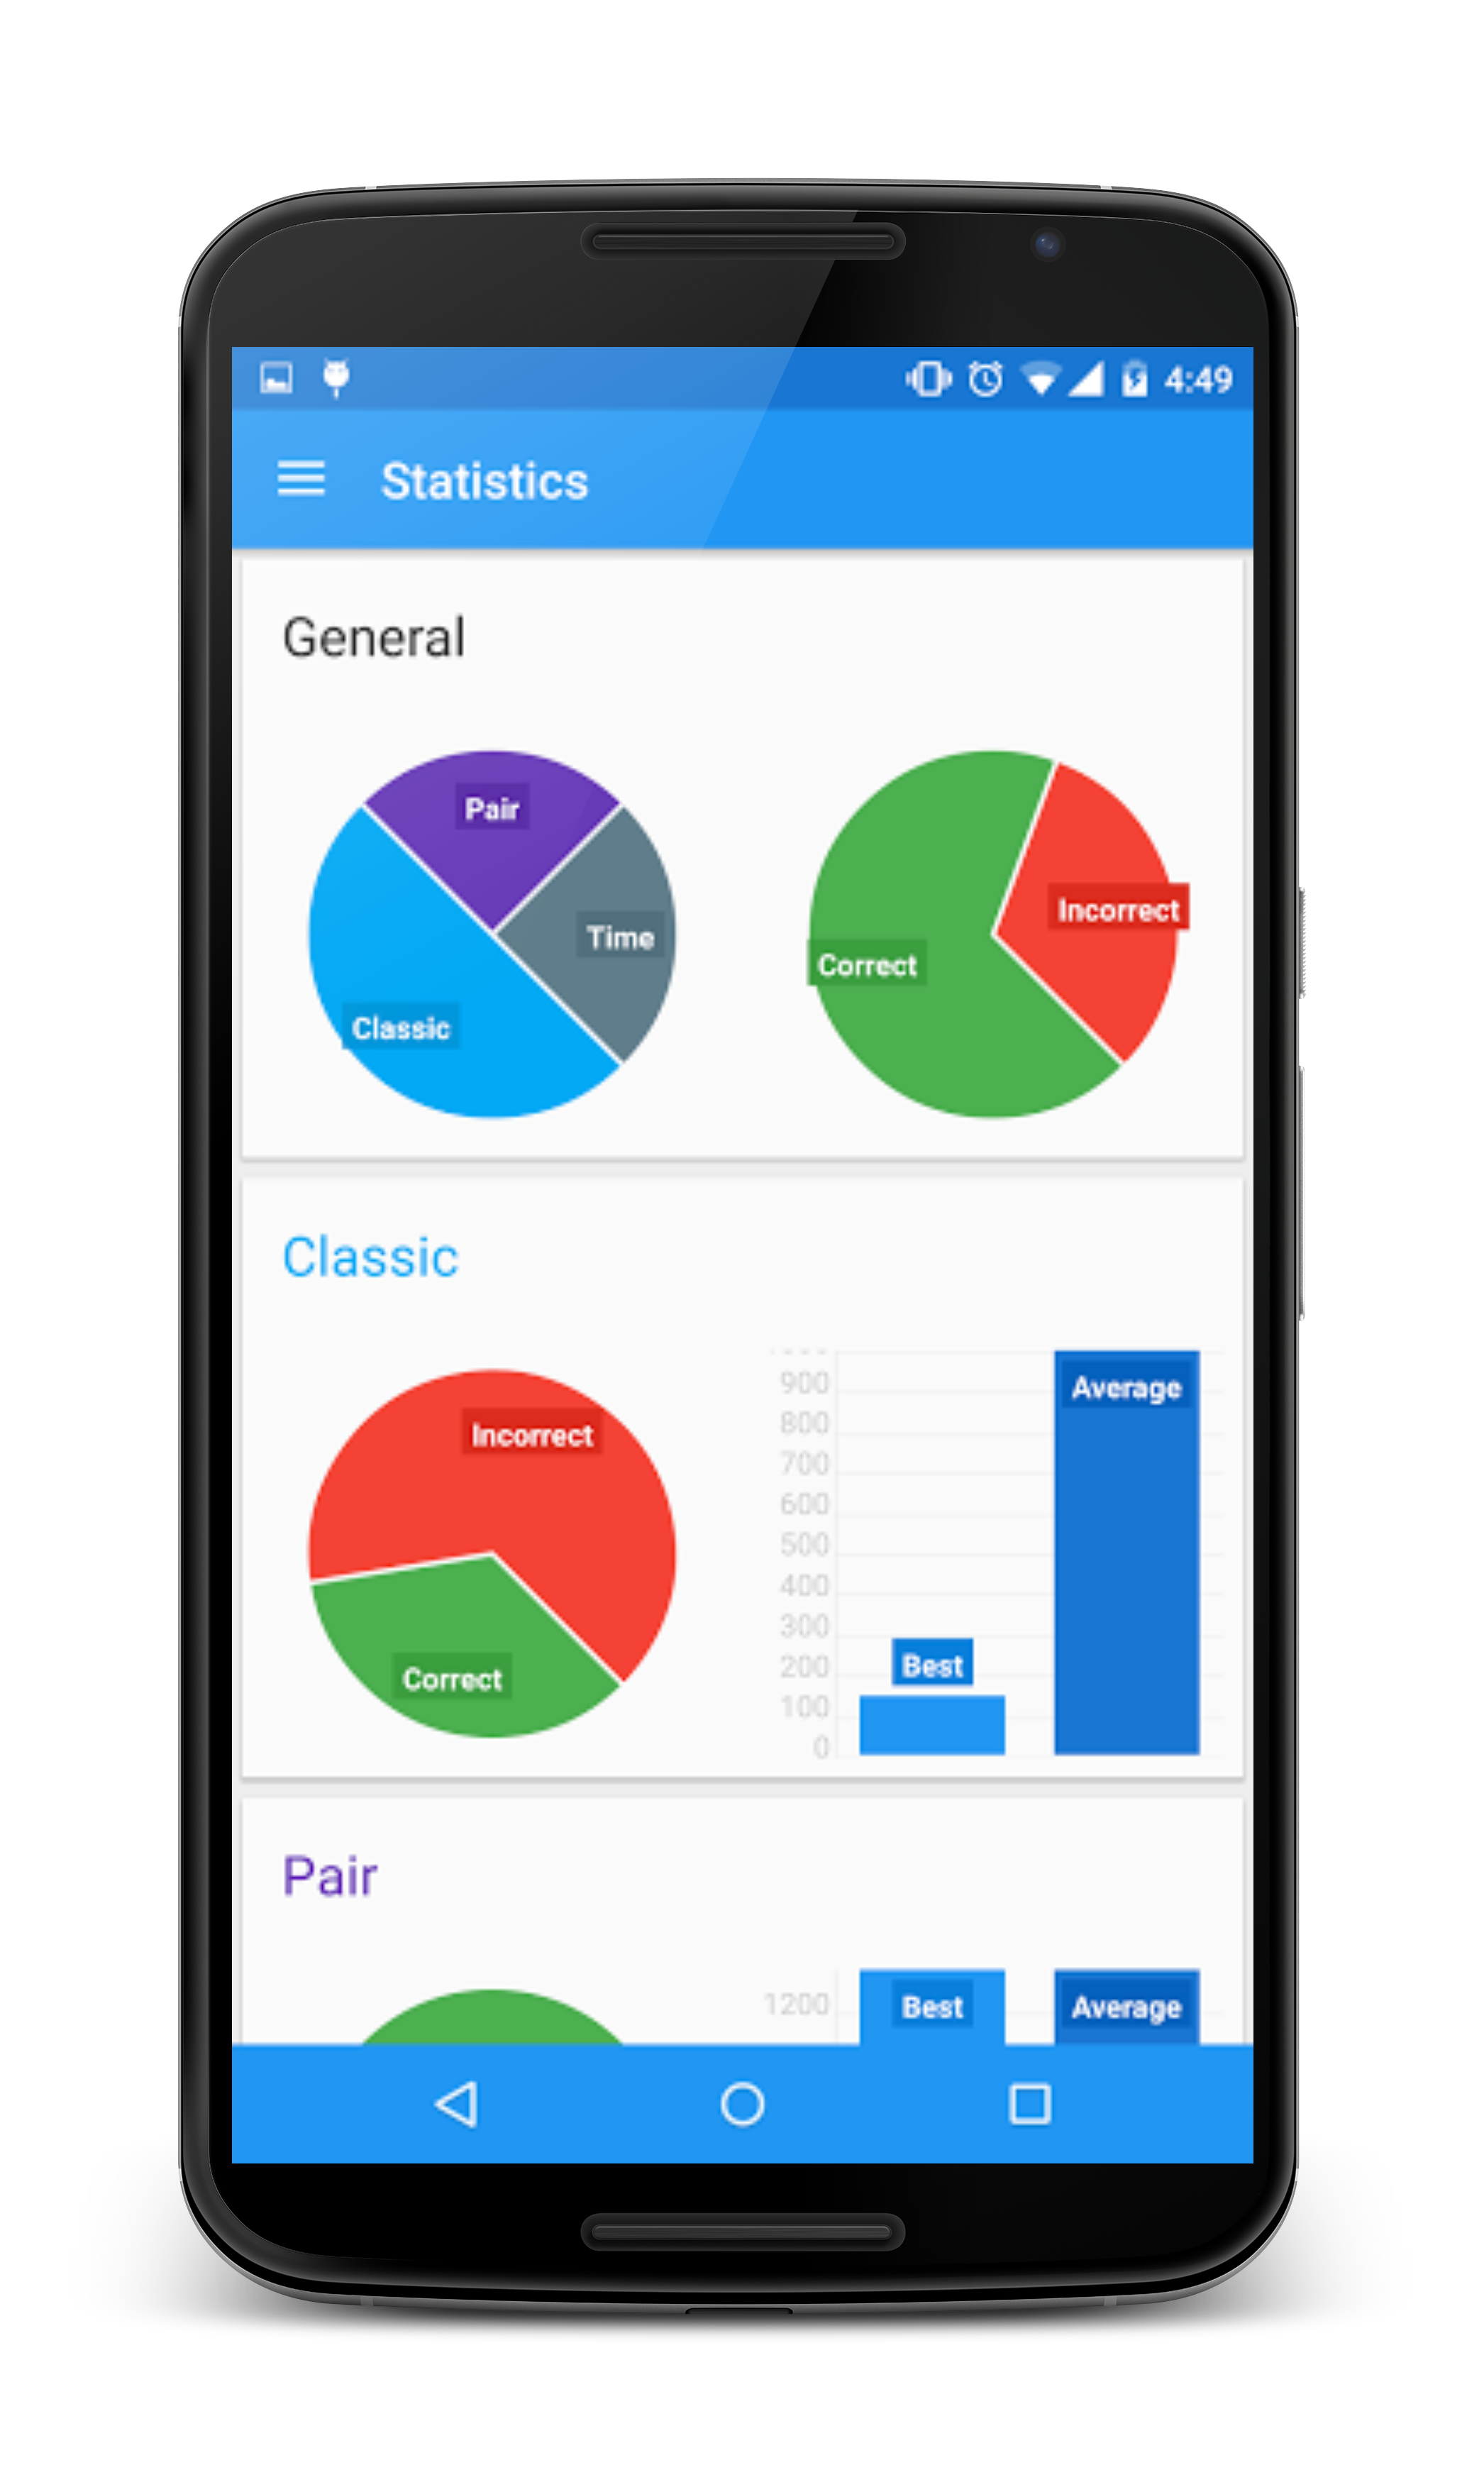 4:49
Statistics
General
Pair
Time
Classic
Incorrect
Correct
Classic
Incorrect
Correct
900
800
700
600
500
400
300
200
100
0
Best
Average
Pair
1200
Best
Average